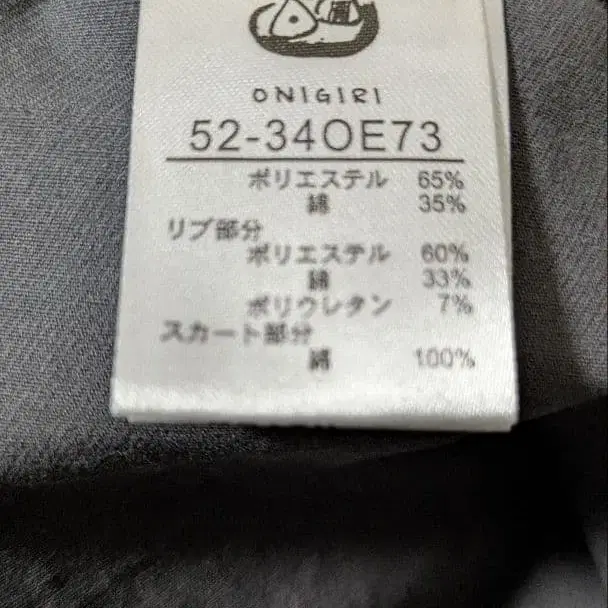 ONIGIRI
52-34OE73
ポリエステル 65%
綿 35%
リブ部分
ポリエステル 60%
綿 33%
ポリウレタン 7%
スカート部分
綿 100%